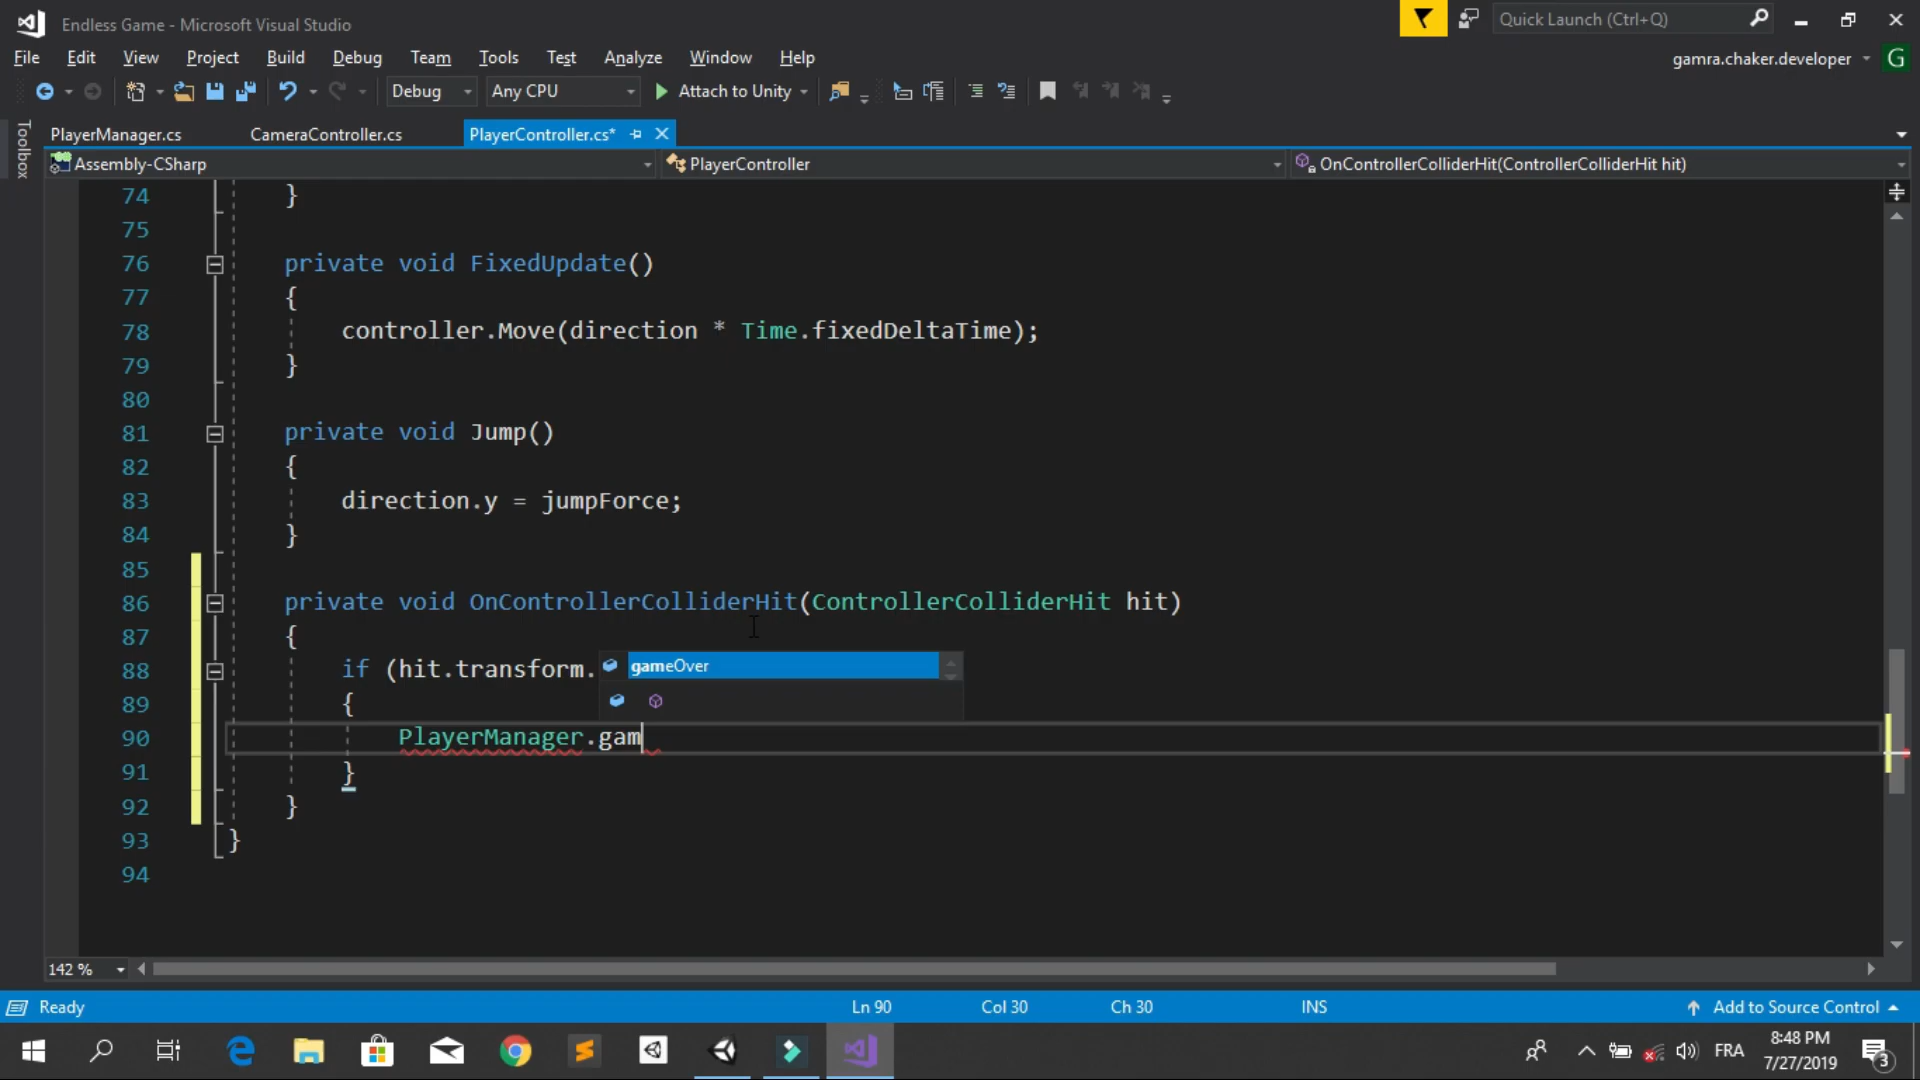 Endless Game - Microsoft Visual Studio
Quick Launch (Ctrl+Q)
File Edit View Project Build Debug Team Tools Test Analyze Window Help
gamra.chaker.developer G
Debug Any CPU Attach to Unity
Toolbox
PlayerManager.cs CameraController.cs PlayerController.cs*
Assembly-CSharp PlayerController OnControllerColliderHit(ControllerColliderHit hit)
74 }
75
76 private void FixedUpdate()
77 {
78 controller.Move(direction * Time.fixedDeltaTime);
79 }
80
81 private void Jump()
82 {
83 direction.y = jumpForce;
84 }
85
86 private void OnControllerColliderHit(ControllerColliderHit hit)
87 {
88 if (hit.transform. gameOver
89 {
90 PlayerManager.gam
91 }
92 }
93 }
94
142 %
Ready Ln 90 Col 30 Ch 30 INS Add to Source Control
FRA 8:48 PM
7/27/2019 3